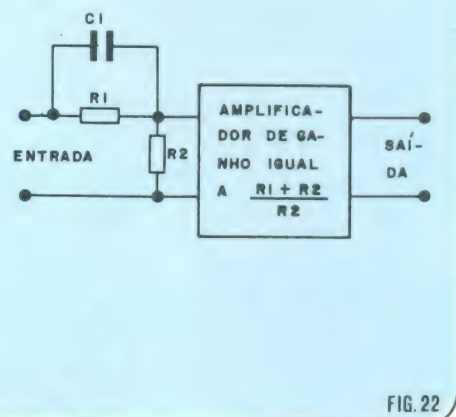 C1
R1
R2
ENTRADA
AMPLIFICA-
DOR DE GA-
NHO IGUAL
A R1 + R2
R2
SAÍ-
DA
FIG. 22